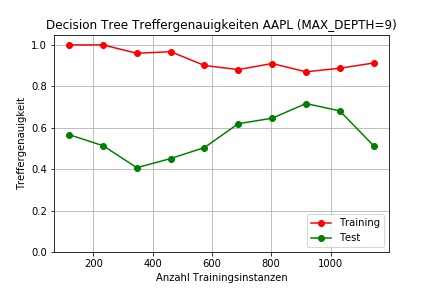 Decision Tree Treffergenauigkeiten AAPL (MAX_DEPTH=9)
1.0
0.8
0.6
0.4
0.2
0.0
Treffergenauigkeit
200 400 600 800 1000
Anzahl Trainingsinstanzen
Training
Test